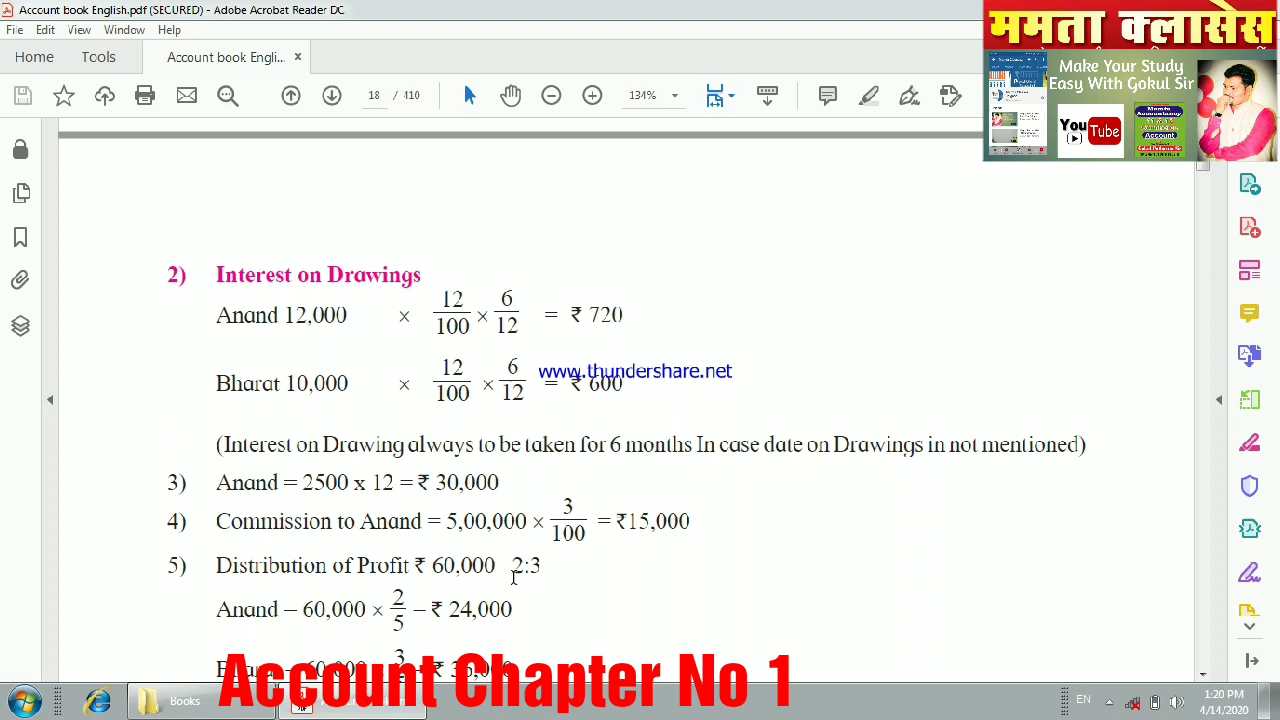 Account book English.pdf (SECURED) - Adobe Acrobat Reader DC
File Edit View Window Help
Home Tools Account book Engli... ×
18 / 410 134%
ममता क्लासेस
Make Your Study
Easy With Gokul Sir
You Tube
2) Interest on Drawings
Anand 12,000 × 12/100 × 6/12 = ₹ 720
Bharat 10,000 × 12/100 × 6/12 = ₹ 600
www.thundershare.net
(Interest on Drawing always to be taken for 6 months In case date on Drawings in not mentioned)
3) Anand = 2500 x 12 = ₹ 30,000
4) Commission to Anand = 5,00,000 × 3/100 = ₹15,000
5) Distribution of Profit ₹ 60,000 2:3
Anand – 60,000 × 2/5 – ₹ 24,000
Account Chapter No 1
Books
EN
1:20 PM
4/14/2020